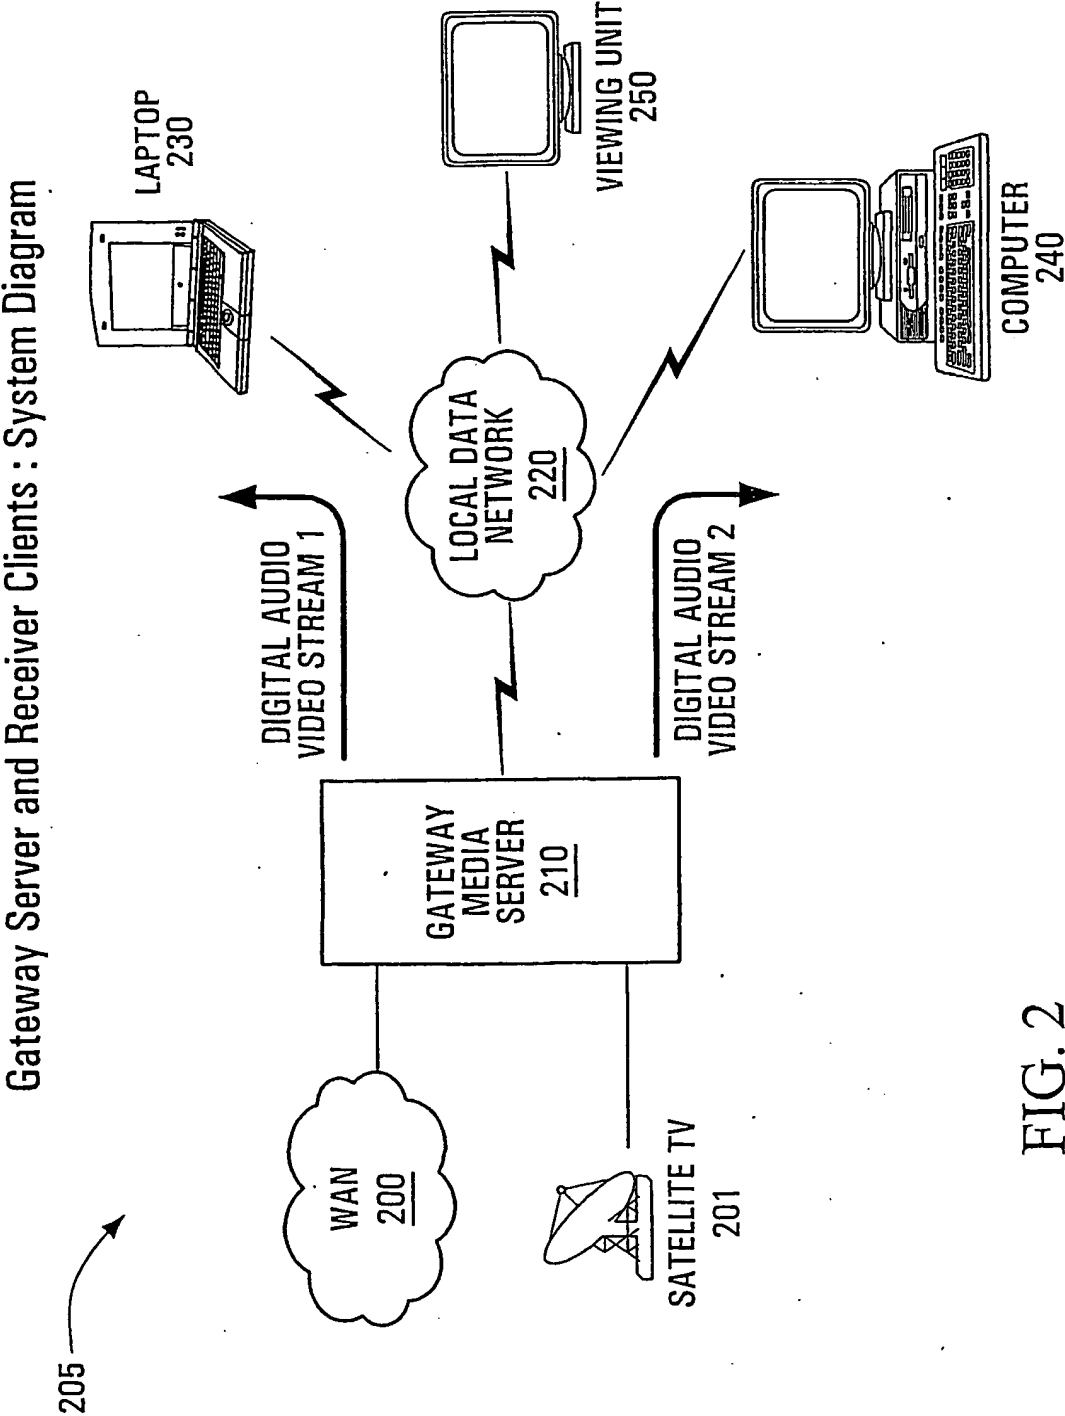 Gateway Server and Receiver Clients : System Diagram
205
WAN
200
SATELLITE TV
201
GATEWAY
MEDIA
SERVER
210
DIGITAL AUDIO
VIDEO STREAM 1
DIGITAL AUDIO
VIDEO STREAM 2
LOCAL DATA
NETWORK
220
LAPTOP
230
VIEWING UNIT
250
COMPUTER
240
FIG. 2